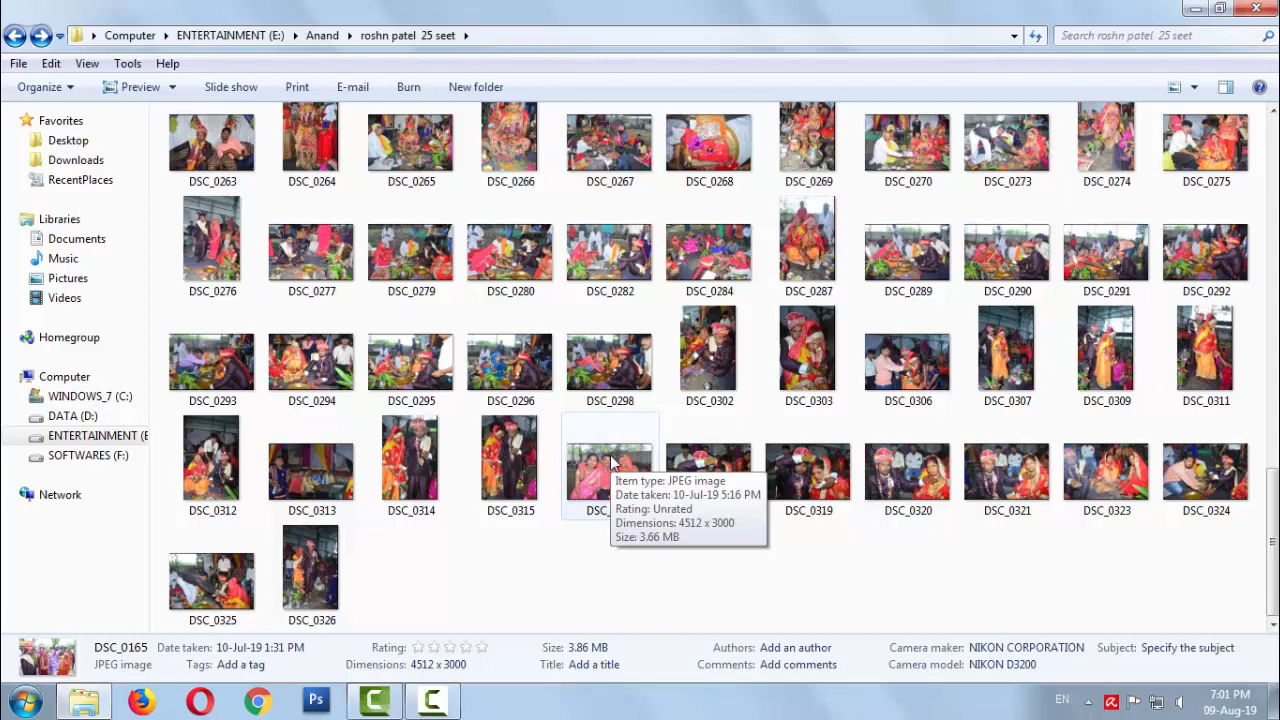 Computer ENTERTAINMENT (E:) Anand roshn patel 25 seet
Search roshn patel 25 seet
File Edit View Tools Help
Organize Preview Slide show Print E-mail Burn New folder
Favorites
Desktop
Downloads
RecentPlaces
Libraries
Documents
Music
Pictures
Videos
Homegroup
Computer
WINDOWS_7 (C:)
DATA (D:)
ENTERTAINMENT (E
SOFTWARES (F:)
Network
DSC_0263 DSC_0264 DSC_0265 DSC_0266 DSC_0267 DSC_0268 DSC_0269 DSC_0270 DSC_0273 DSC_0274 DSC_0275
DSC_0276 DSC_0277 DSC_0279 DSC_0280 DSC_0282 DSC_0284 DSC_0287 DSC_0289 DSC_0290 DSC_0291 DSC_0292
DSC_0293 DSC_0294 DSC_0295 DSC_0296 DSC_0298 DSC_0302 DSC_0303 DSC_0306 DSC_0307 DSC_0309 DSC_0311
DSC_0312 DSC_0313 DSC_0314 DSC_0315 DSC_ DSC_0319 DSC_0320 DSC_0321 DSC_0323 DSC_0324
Item type: JPEG image
Date taken: 10-Jul-19 5:16 PM
Rating: Unrated
Dimensions: 4512 x 3000
Size: 3.66 MB
DSC_0325 DSC_0326
DSC_0165 Date taken: 10-Jul-19 1:31 PM Rating: Size: 3.86 MB Authors: Add an author Camera maker: NIKON CORPORATION Subject: Specify the subject
JPEG image Tags: Add a tag Dimensions: 4512 x 3000 Title: Add a title Comments: Add comments Camera model: NIKON D3200
Ps
EN
7:01 PM
09-Aug-19